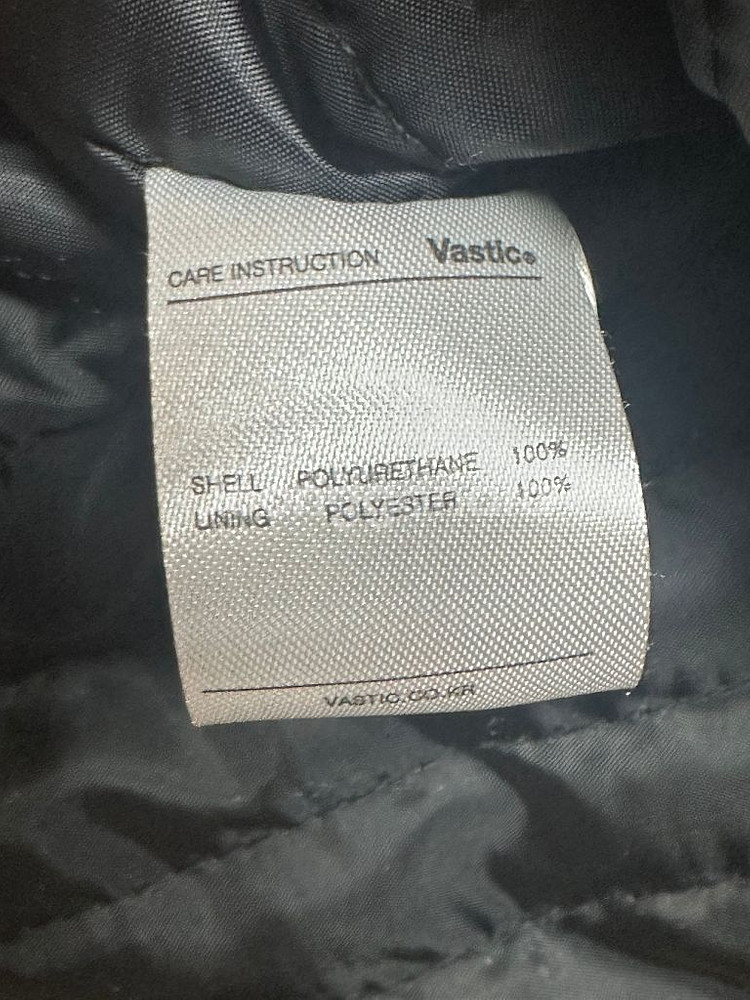 CARE INSTRUCTION Vastic®
SHELL POLYURETHANE 100%
LINING POLYESTER 100%
VASTIC.CO.KR